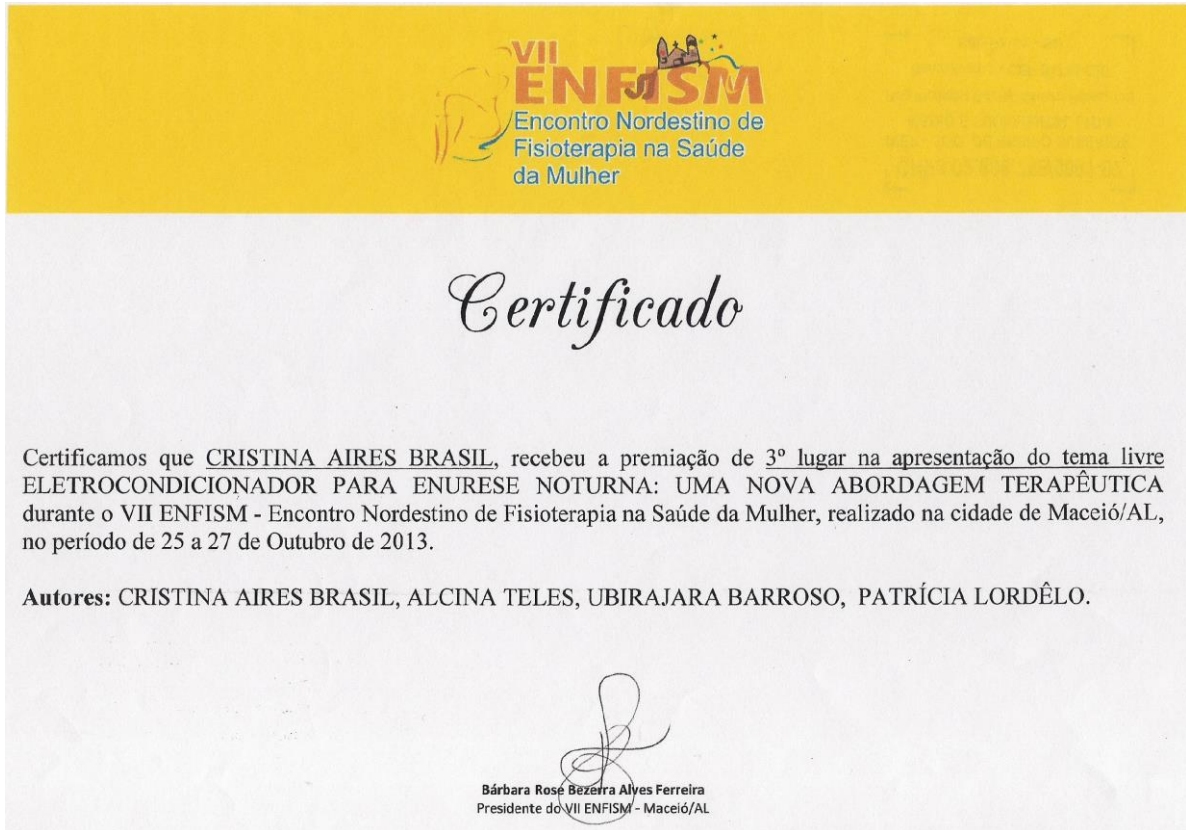 VII
ENFISM
Encontro Nordestino de
Fisioterapia na Saúde
da Mulher
Certificado
Certificamos que CRISTINA AIRES BRASIL, recebeu a premiação de 3º lugar na apresentação do tema livre
ELETROCONDICIONADOR PARA ENURESE NOTURNA: UMA NOVA ABORDAGEM TERAPÊUTICA
durante o VII ENFISM - Encontro Nordestino de Fisioterapia na Saúde da Mulher, realizado na cidade de Maceió/AL,
no período de 25 a 27 de Outubro de 2013.
Autores: CRISTINA AIRES BRASIL, ALCINA TELES, UBIRAJARA BARROSO, PATRÍCIA LORDÊLO.
Bárbara Rose Bezerra Alves Ferreira
Presidente do VII ENFISM - Maceió/AL